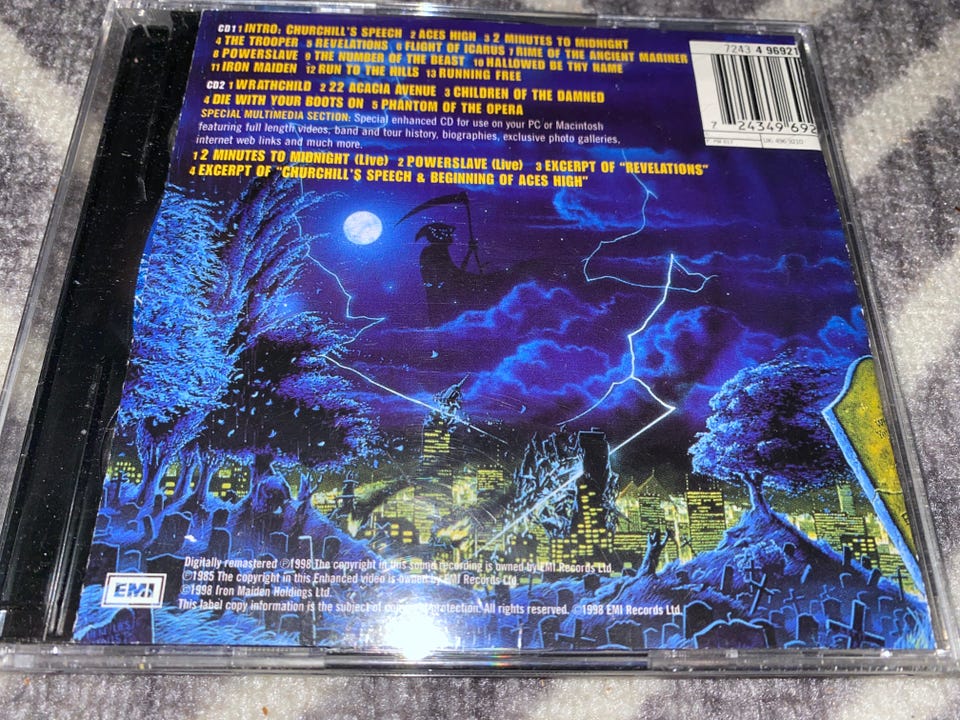 CD1 1 INTRO: CHURCHILL'S SPEECH 2 ACES HIGH 3 2 MINUTES TO MIDNIGHT
4 THE TROOPER 5 REVELATIONS 6 FLIGHT OF ICARUS 7 RIME OF THE ANCIENT MARINER
8 POWERSLAVE 9 THE NUMBER OF THE BEAST 10 HALLOWED BE THY NAME
11 IRON MAIDEN 12 RUN TO THE HILLS 13 RUNNING FREE
CD2 1 WRATHCHILD 2 22 ACACIA AVENUE 3 CHILDREN OF THE DAMNED
4 DIE WITH YOUR BOOTS ON 5 PHANTOM OF THE OPERA
SPECIAL MULTIMEDIA SECTION: Special enhanced CD for use on your PC or Macintosh
featuring full length videos, band and tour history, biographies, exclusive photo galleries,
internet web links and much more.
1 2 MINUTES TO MIDNIGHT (Live) 2 POWERSLAVE (Live) 3 EXCERPT OF "REVELATIONS"
4 EXCERPT OF "CHURCHILL'S SPEECH & BEGINNING OF ACES HIGH"
7243 4 96921
7 24349 692
Digitally remastered ℗1998 The copyright in this sound recording is owned by EMI Records Ltd.
℗1985 The copyright in this Enhanced video is owned by EMI Records Ltd.
©1998 Iron Maiden Holdings Ltd.
This label copy information is the subject of copyright protection. All rights reserved. ©1998 EMI Records Ltd.
EMI